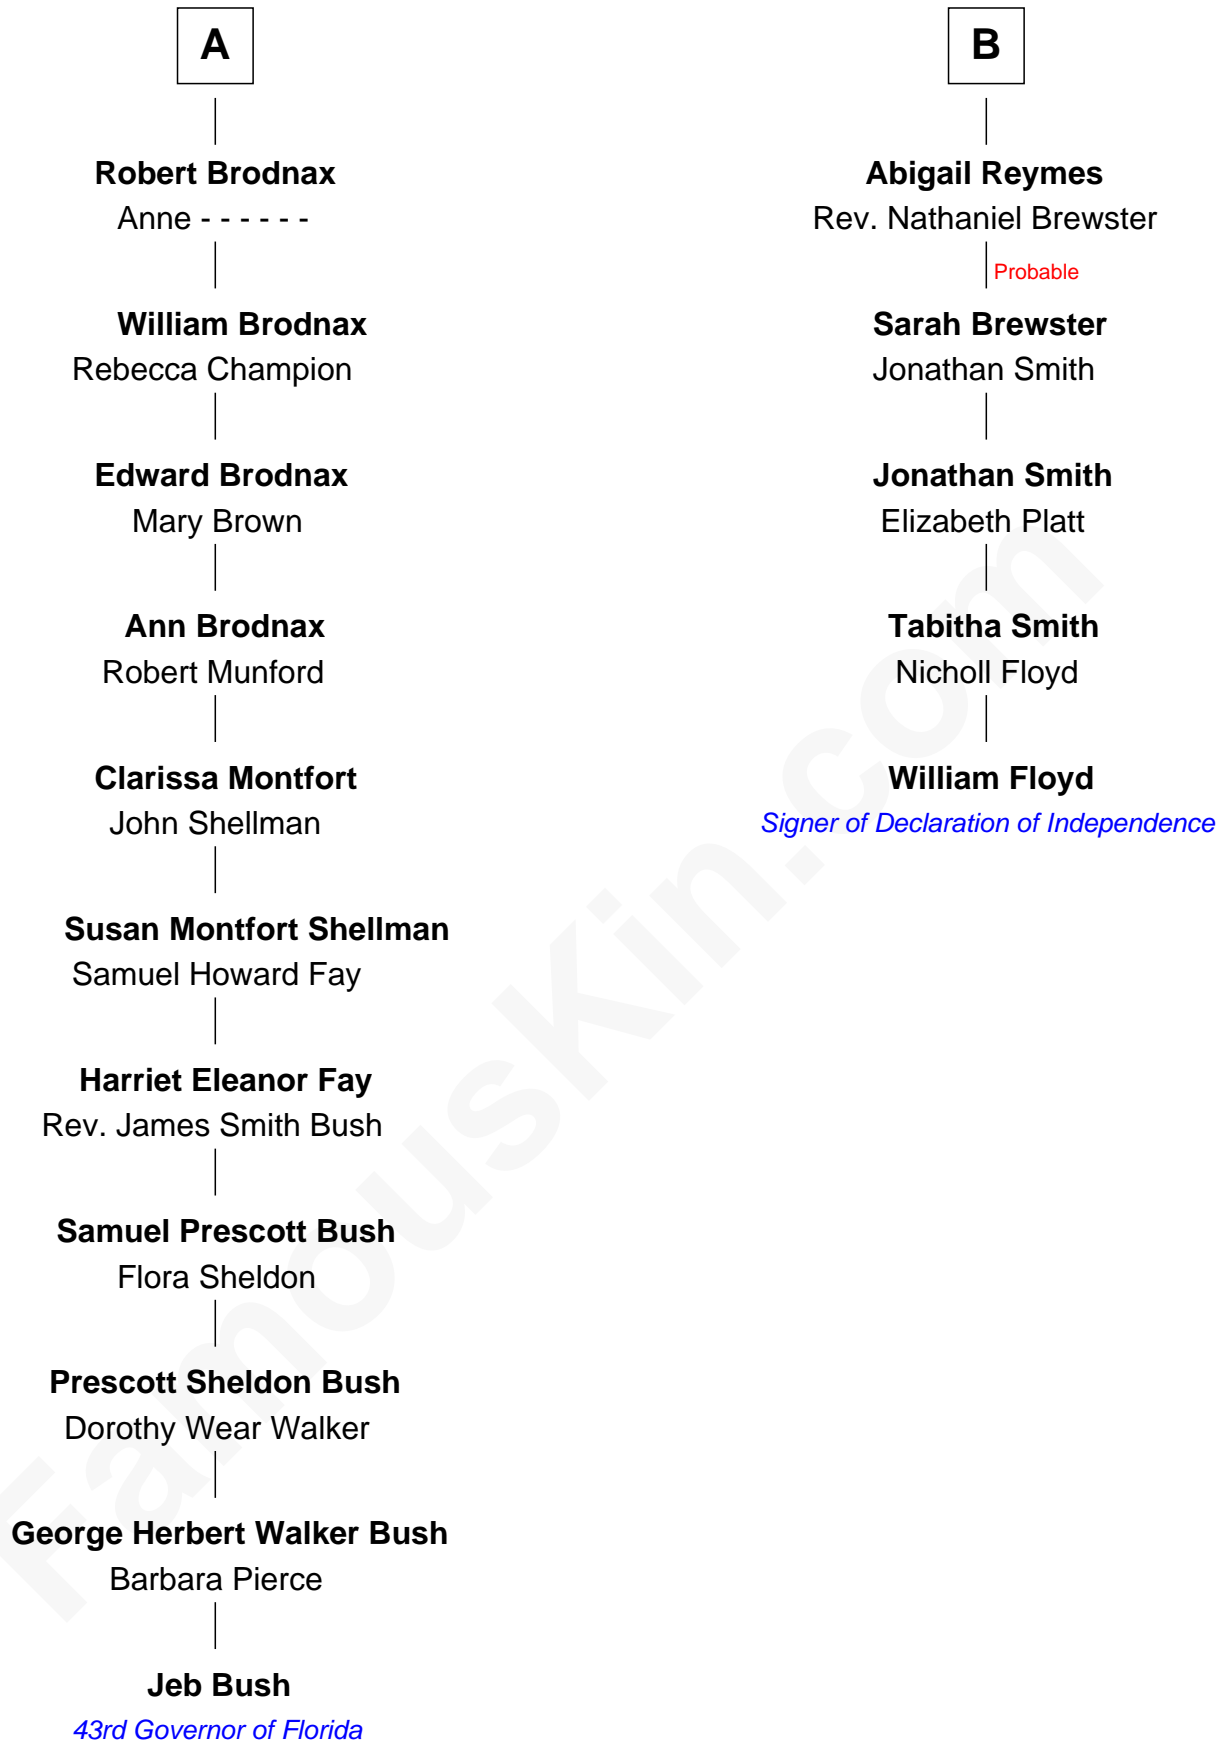 A
Robert Brodnax
Anne - - - - - -
William Brodnax
Rebecca Champion
Edward Brodnax
Mary Brown
Ann Brodnax
Robert Munford
Clarissa Montfort
John Shellman
Susan Montfort Shellman
Samuel Howard Fay
Harriet Eleanor Fay
Rev. James Smith Bush
Samuel Prescott Bush
Flora Sheldon
Prescott Sheldon Bush
Dorothy Wear Walker
George Herbert Walker Bush
Barbara Pierce
Jeb Bush
43rd Governor of Florida
B
Abigail Reymes
Rev. Nathaniel Brewster
Probable
Sarah Brewster
Jonathan Smith
Jonathan Smith
Elizabeth Platt
Tabitha Smith
Nicholl Floyd
William Floyd
Signer of Declaration of Independence
FamousKin.com